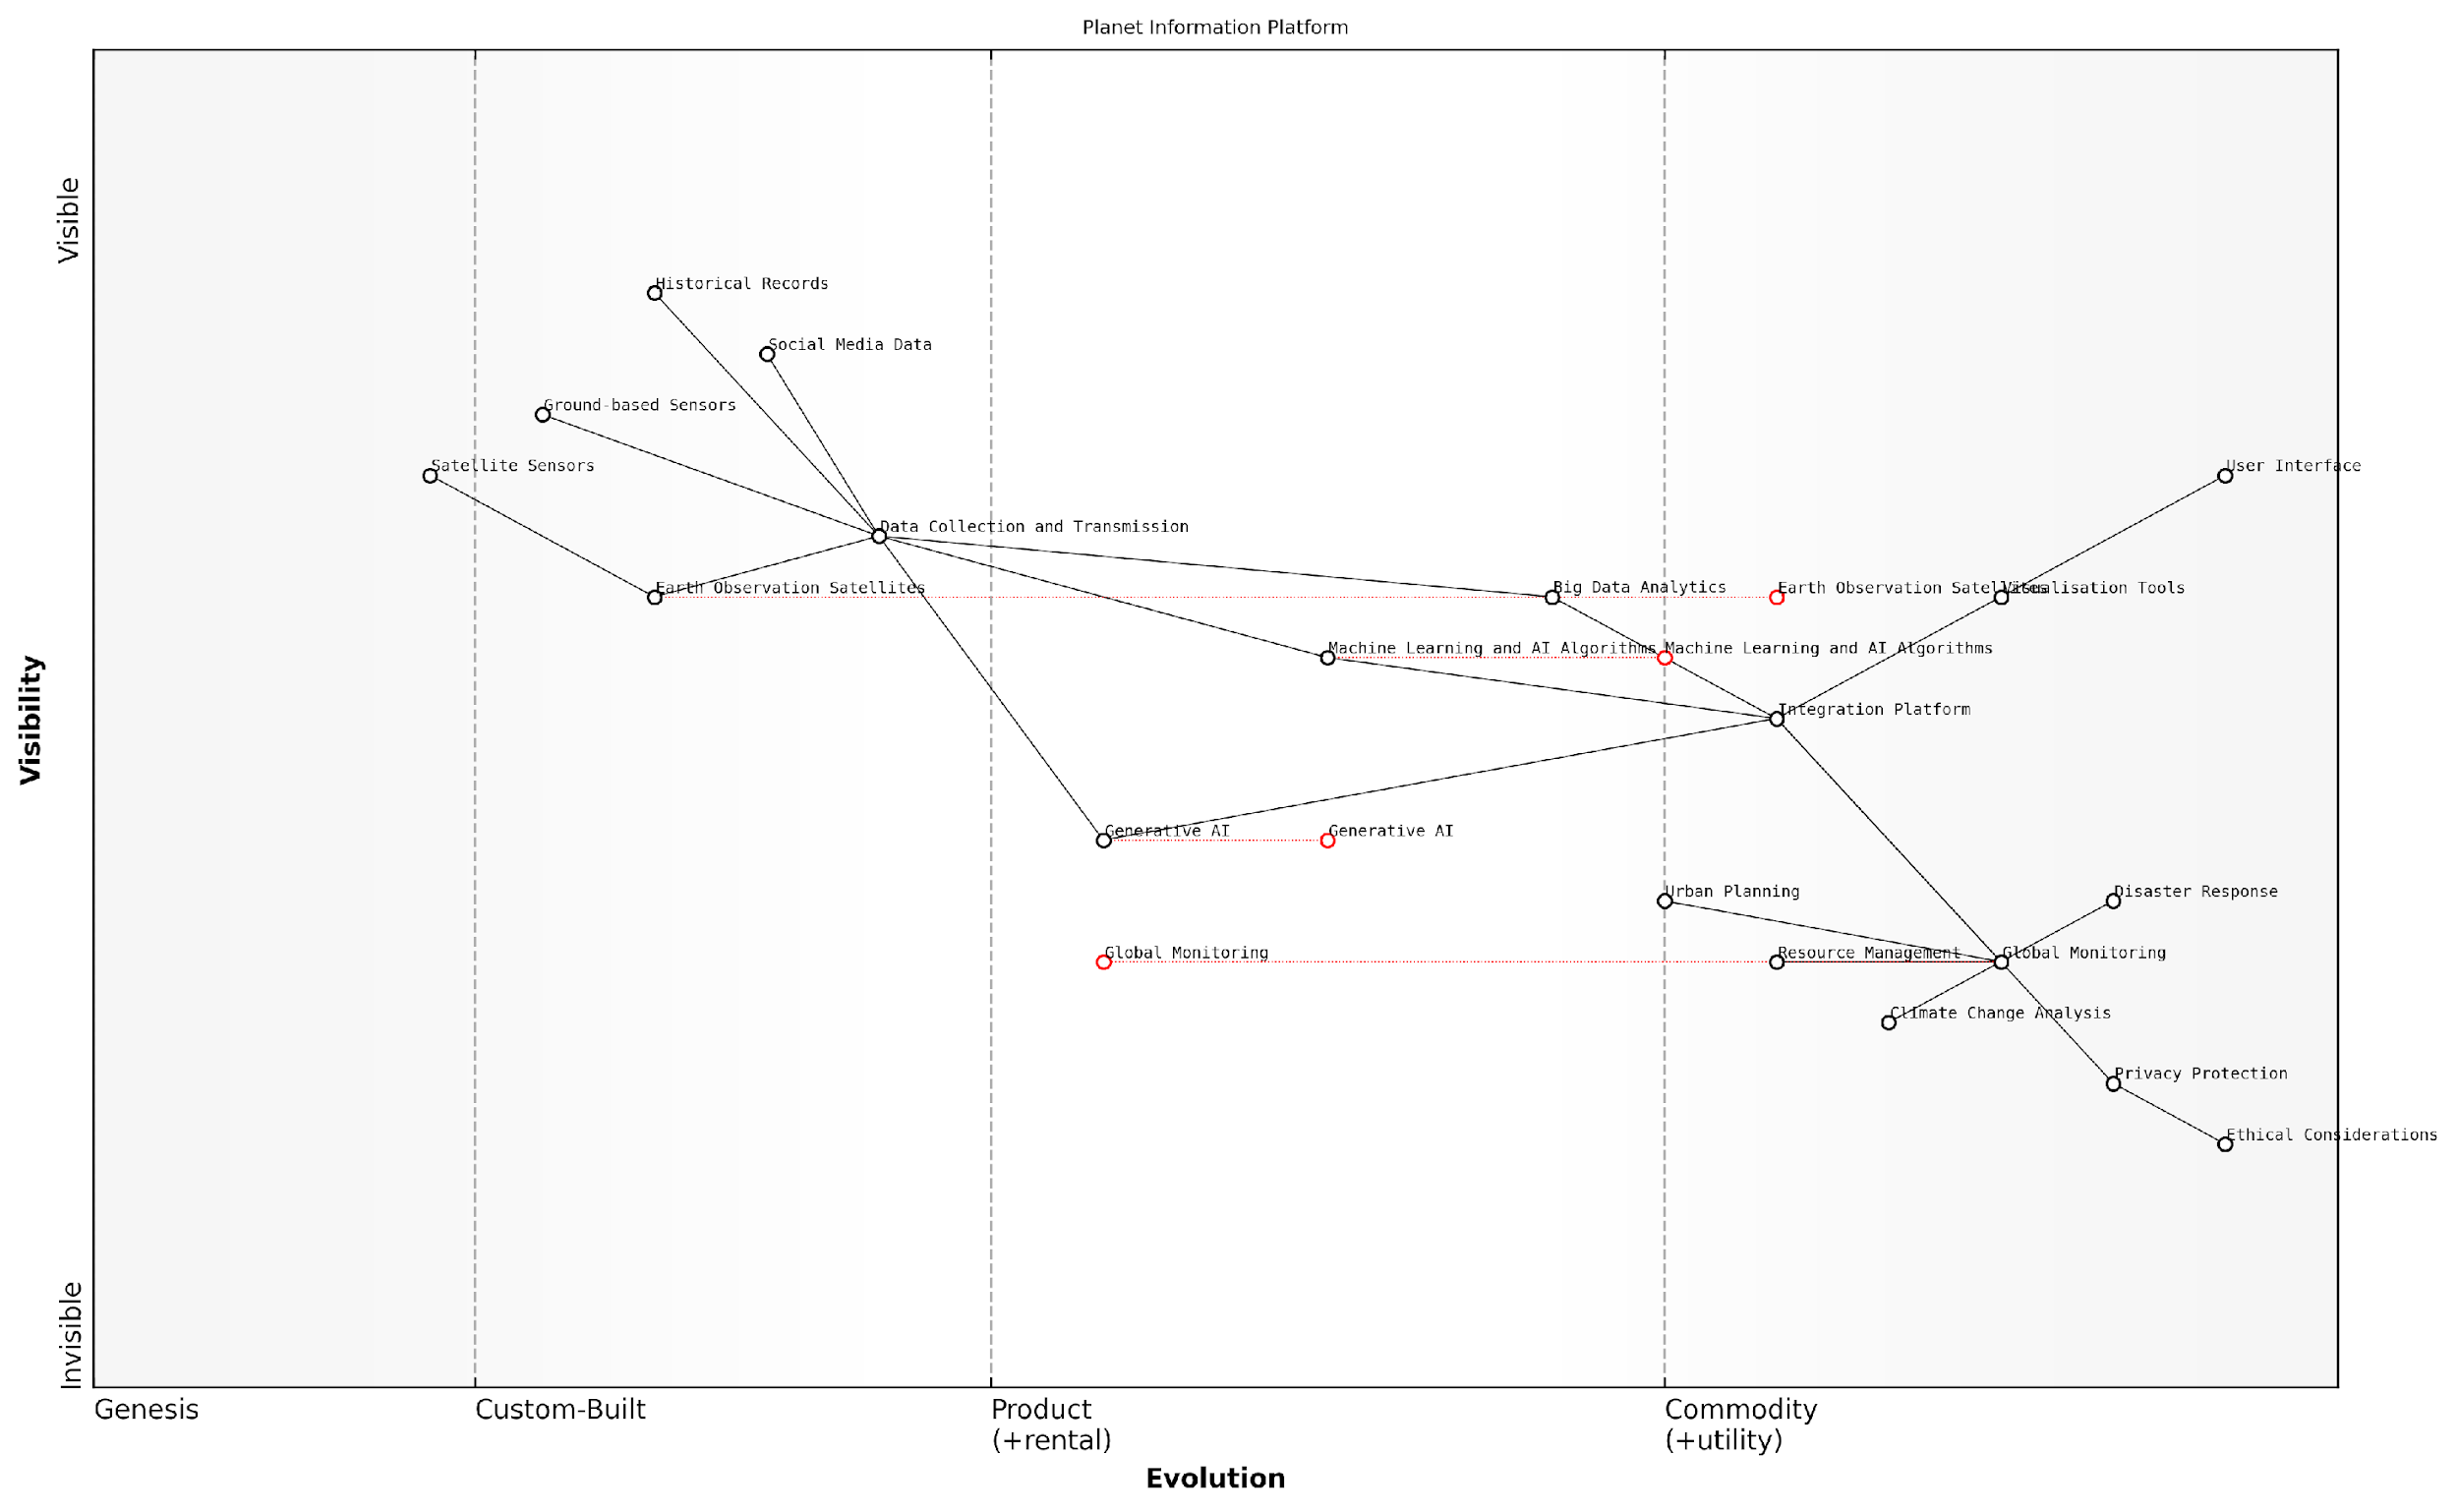 Planet Information Platform
Visible
Historical Records
Social Media Data
Ground-based Sensors
Satellite Sensors
User Interface
Data Collection and Transmission
Earth Observation Satellites
Big Data Analytics
Earth Observation Satellites
Visualisation Tools
Machine Learning and AI Algorithms
Machine Learning and AI Algorithms
Integration Platform
Visibility
Generative AI
Generative AI
Urban Planning
Disaster Response
Global Monitoring
Resource Management
Global Monitoring
Climate Change Analysis
Privacy Protection
Ethical Considerations
Invisible
Genesis
Custom-Built
Product
(+rental)
Commodity
(+utility)
Evolution